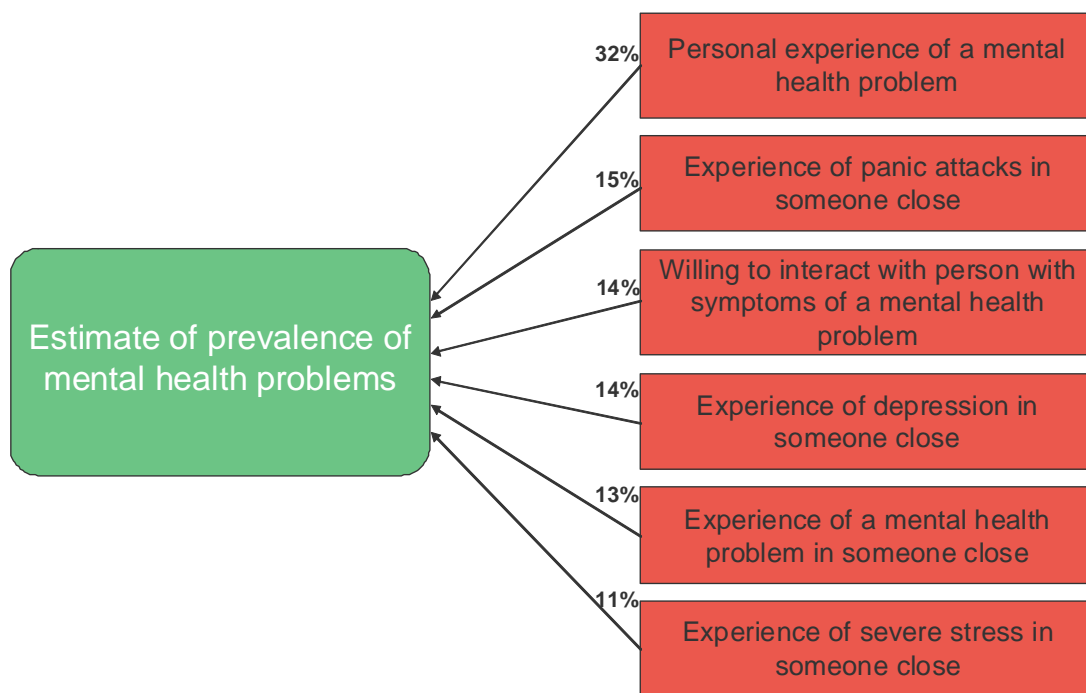 32%
Personal experience of a mental
health problem
15%
Experience of panic attacks in
someone close
14%
Willing to interact with person with
symptoms of a mental health
problem
Estimate of prevalence of
mental health problems
14%
Experience of depression in
someone close
13%
Experience of a mental health
problem in someone close
11%
Experience of severe stress in
someone close